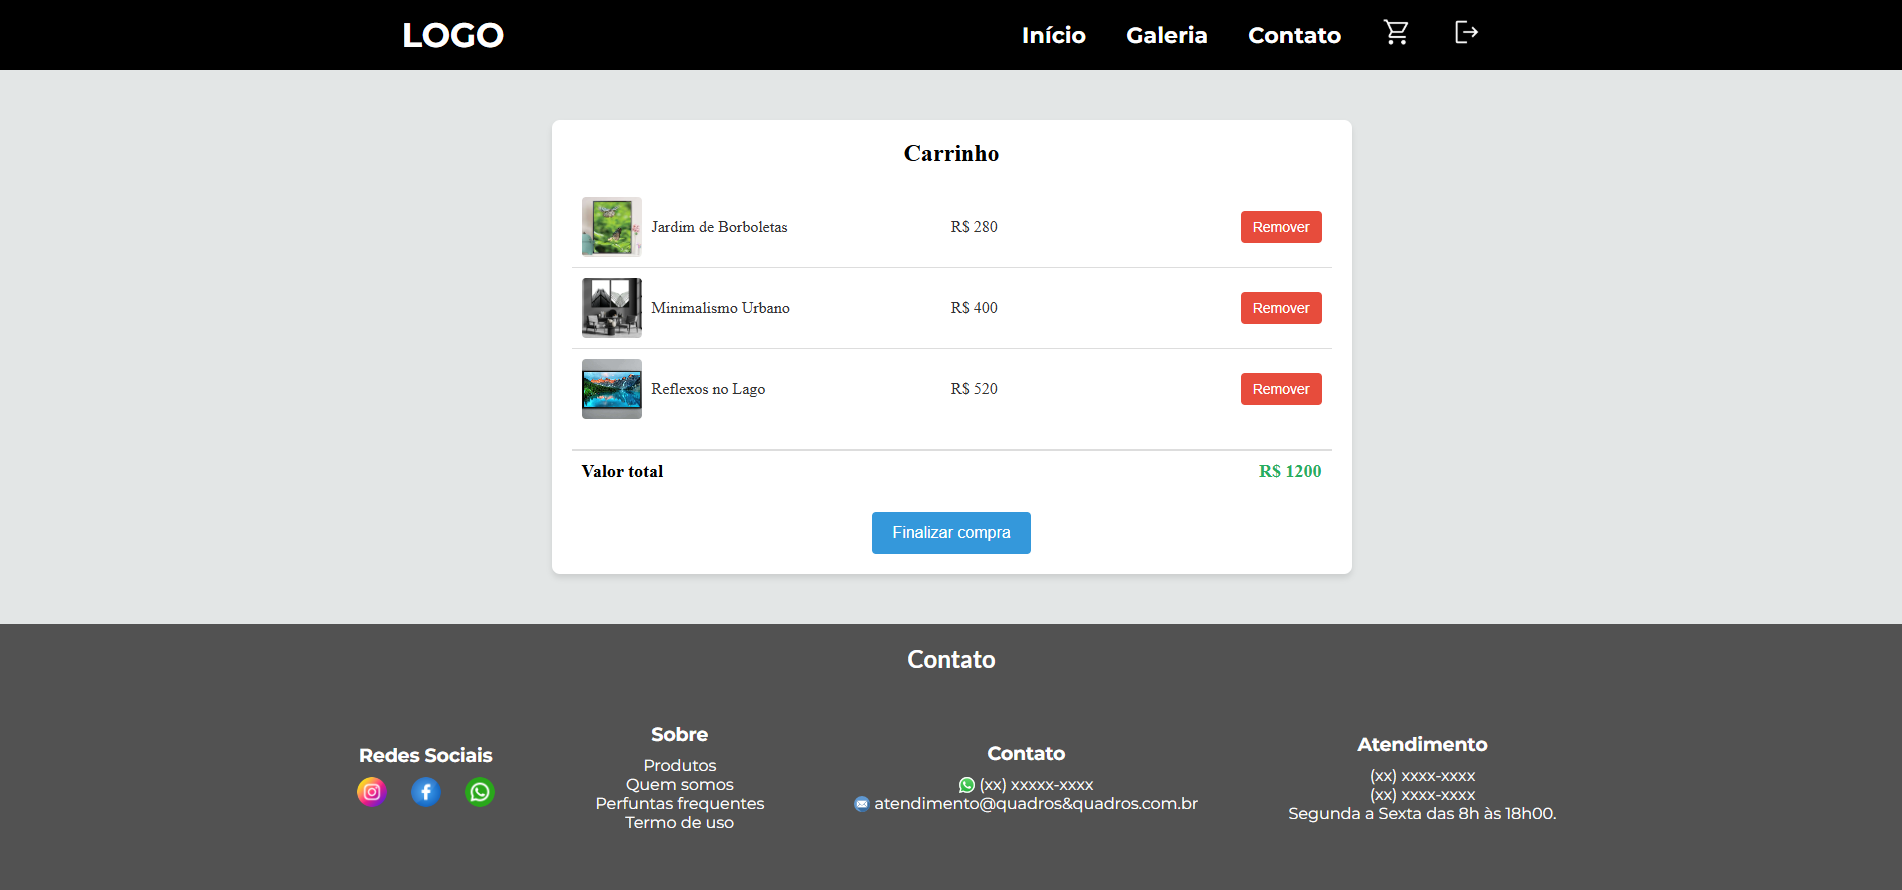 LOGO
Início
Galeria
Contato
Carrinho
Jardim de Borboletas
R$ 280
Remover
Minimalismo Urbano
R$ 400
Remover
Reflexos no Lago
R$ 520
Remover
Valor total
R$ 1200
Finalizar compra
Contato
Redes Sociais
Sobre
Produtos
Quem somos
Perfuntas frequentes
Termo de uso
Contato
(xx) xxxxx-xxxx
atendimento@quadros&quadros.com.br
Atendimento
(xx) xxxx-xxxx
(xx) xxxx-xxxx
Segunda a Sexta das 8h às 18h00.